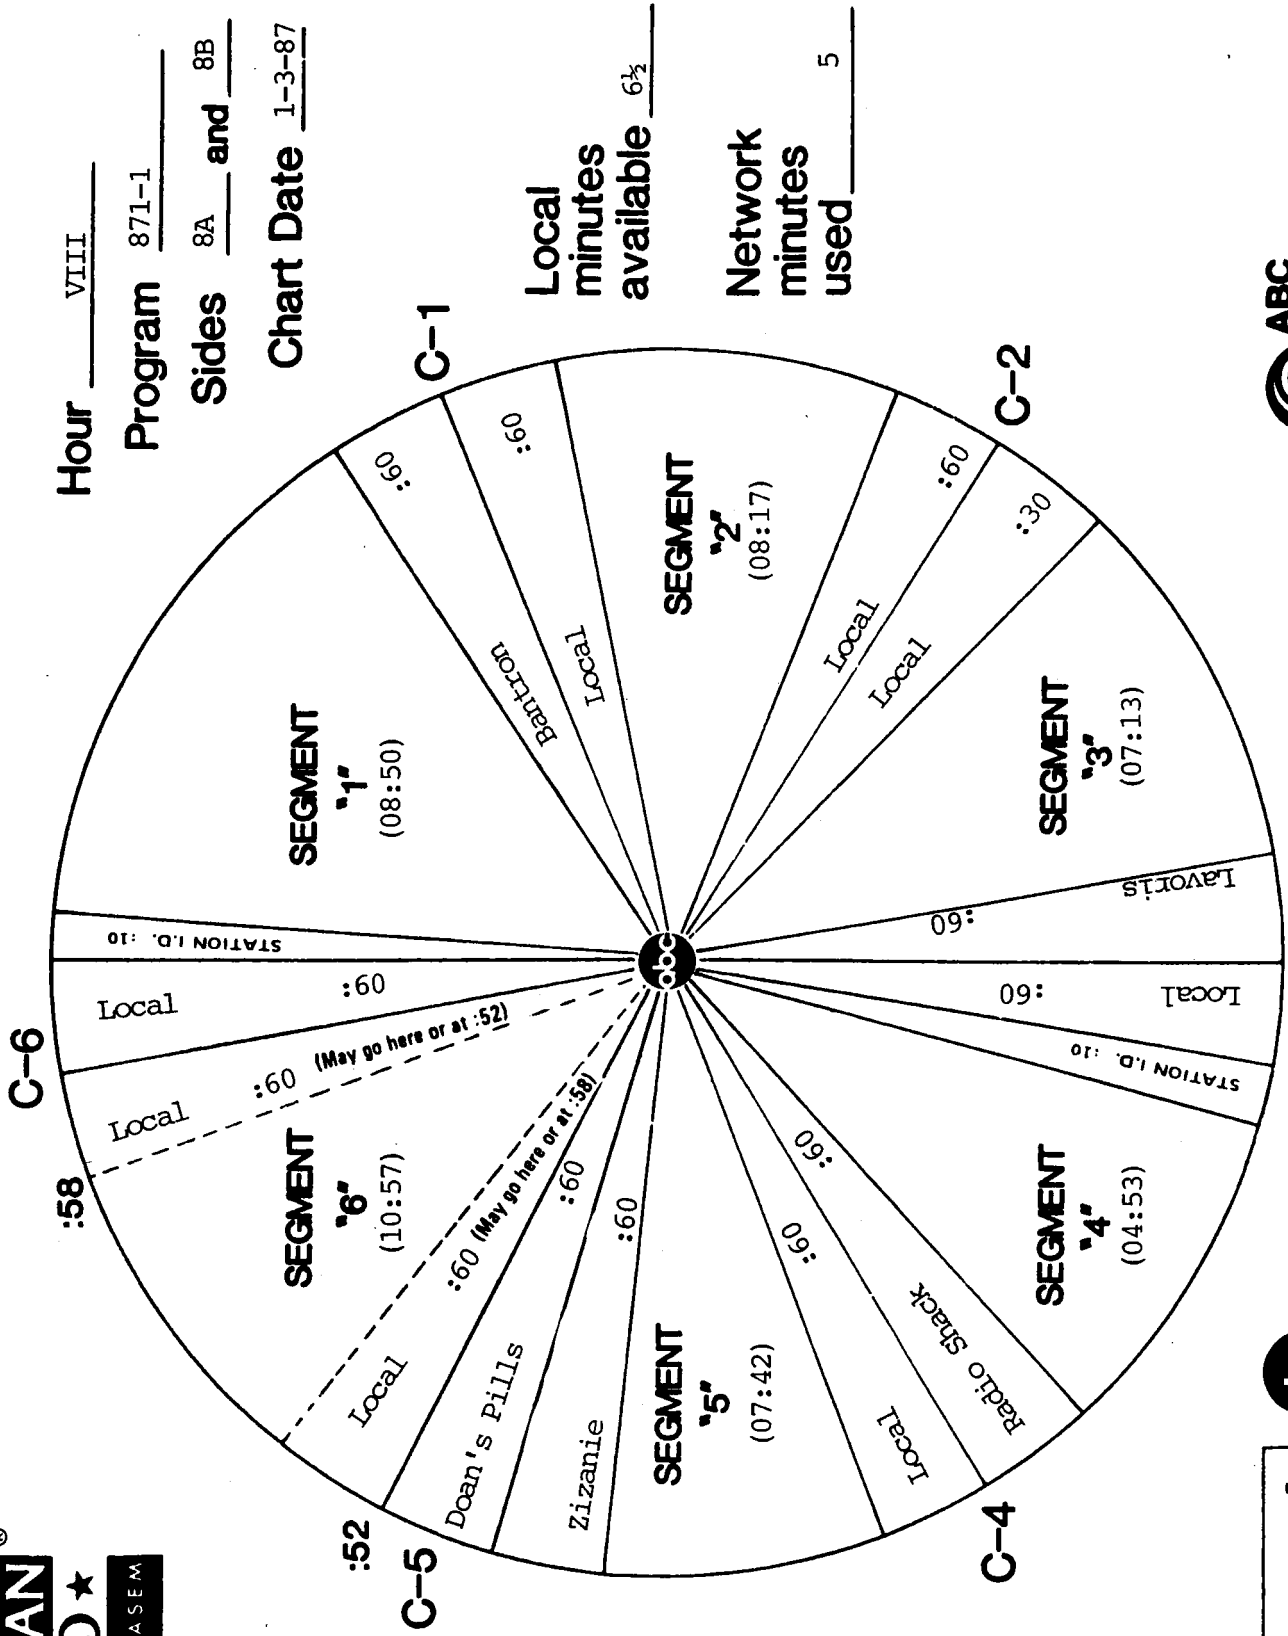 Hour VIII
Program 871-1
Sides 8A and 8B
Chart Date 1-3-87
Local
minutes
available 6½
Network
minutes
used 5
C-1
C-2
C-4
:52
C-5
:58
C-6
SEGMENT
"1"
(08:50)
Bantron :60
Local :60
SEGMENT
"2"
(08:17)
Local :60
Local :30
SEGMENT
"3"
(07:13)
Lavoris :60
Local :60
STATION I.D. :10
SEGMENT
"4"
(04:53)
Radio Shack :60
Local :60
SEGMENT
"5"
(07:42)
Zizanie :60
Doan's Pills :60
Local :60 (May go here or at :58)
SEGMENT
"6"
(10:57)
Local :60 (May go here or at :52)
Local :60
STATION I.D. :10
abc
ABC
AN
®
ASEM